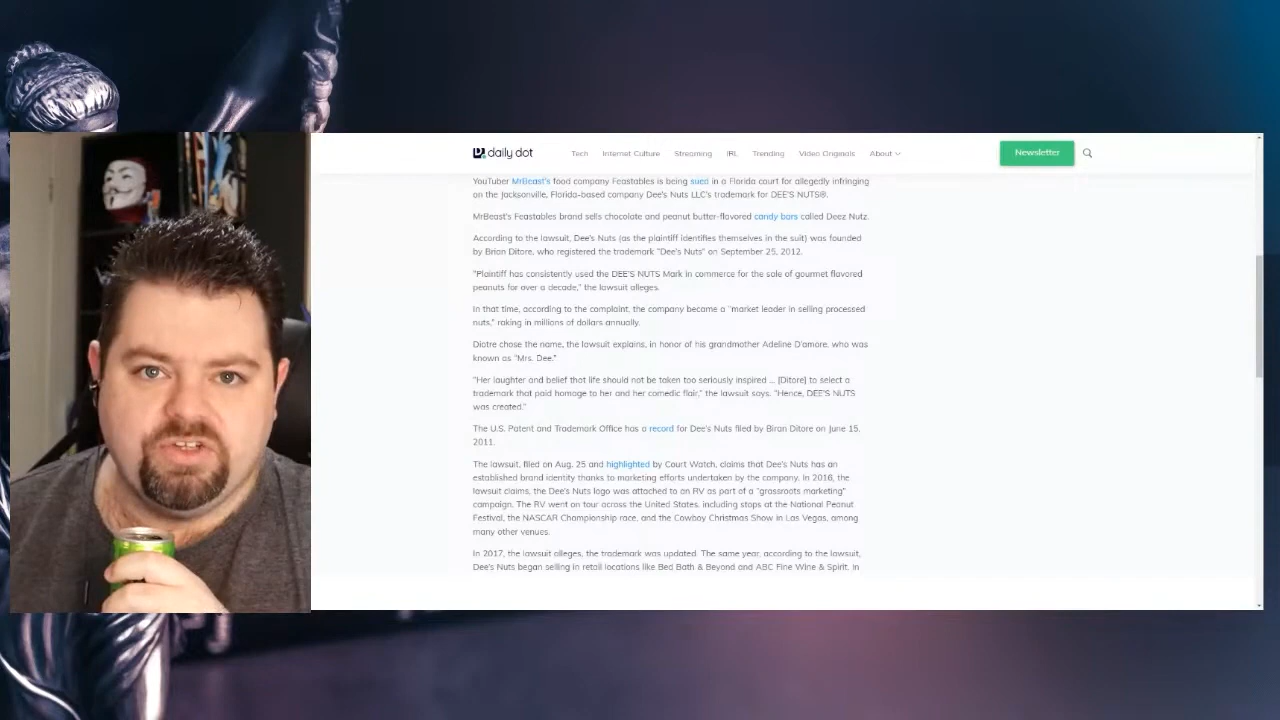 daily dot
Tech Internet Culture Streaming IRL Trending Video Originals About
Newsletter
YouTuber MrBeast's food company Feastables is being sued in a Florida court for allegedly infringing
on the Jacksonville, Florida-based company Dee's Nuts LLC's trademark for DEE'S NUTS®.
MrBeast's Feastables brand sells chocolate and peanut butter-flavored candy bars called Deez Nutz.
According to the lawsuit, Dee's Nuts (as the plaintiff identifies themselves in the suit) was founded
by Brian Ditore, who registered the trademark "Dee's Nuts" on September 25, 2012.
"Plaintiff has consistently used the DEE'S NUTS Mark in commerce for the sale of gourmet flavored
peanuts for over a decade," the lawsuit alleges.
In that time, according to the complaint, the company became a "market leader in selling processed
nuts," raking in millions of dollars annually.
Diotre chose the name, the lawsuit explains, in honor of his grandmother Adeline D'amore, who was
known as "Mrs. Dee."
"Her laughter and belief that life should not be taken too seriously inspired ... [Ditore] to select a
trademark that paid homage to her and her comedic flair," the lawsuit says. "Hence, DEE'S NUTS
was created."
The U.S. Patent and Trademark Office has a record for Dee's Nuts filed by Biran Ditore on June 15,
2011.
The lawsuit, filed on Aug. 25 and highlighted by Court Watch, claims that Dee's Nuts has an
established brand identity thanks to marketing efforts undertaken by the company. In 2016, the
lawsuit claims, the Dee's Nuts logo was attached to an RV as part of a "grassroots marketing"
campaign. The RV went on tour across the United States, including stops at the National Peanut
Festival, the NASCAR Championship race, and the Cowboy Christmas Show in Las Vegas, among
many other venues.
In 2017, the lawsuit alleges, the trademark was updated. The same year, according to the lawsuit,
Dee's Nuts began selling in retail locations like Bed Bath & Beyond and ABC Fine Wine & Spirit. In